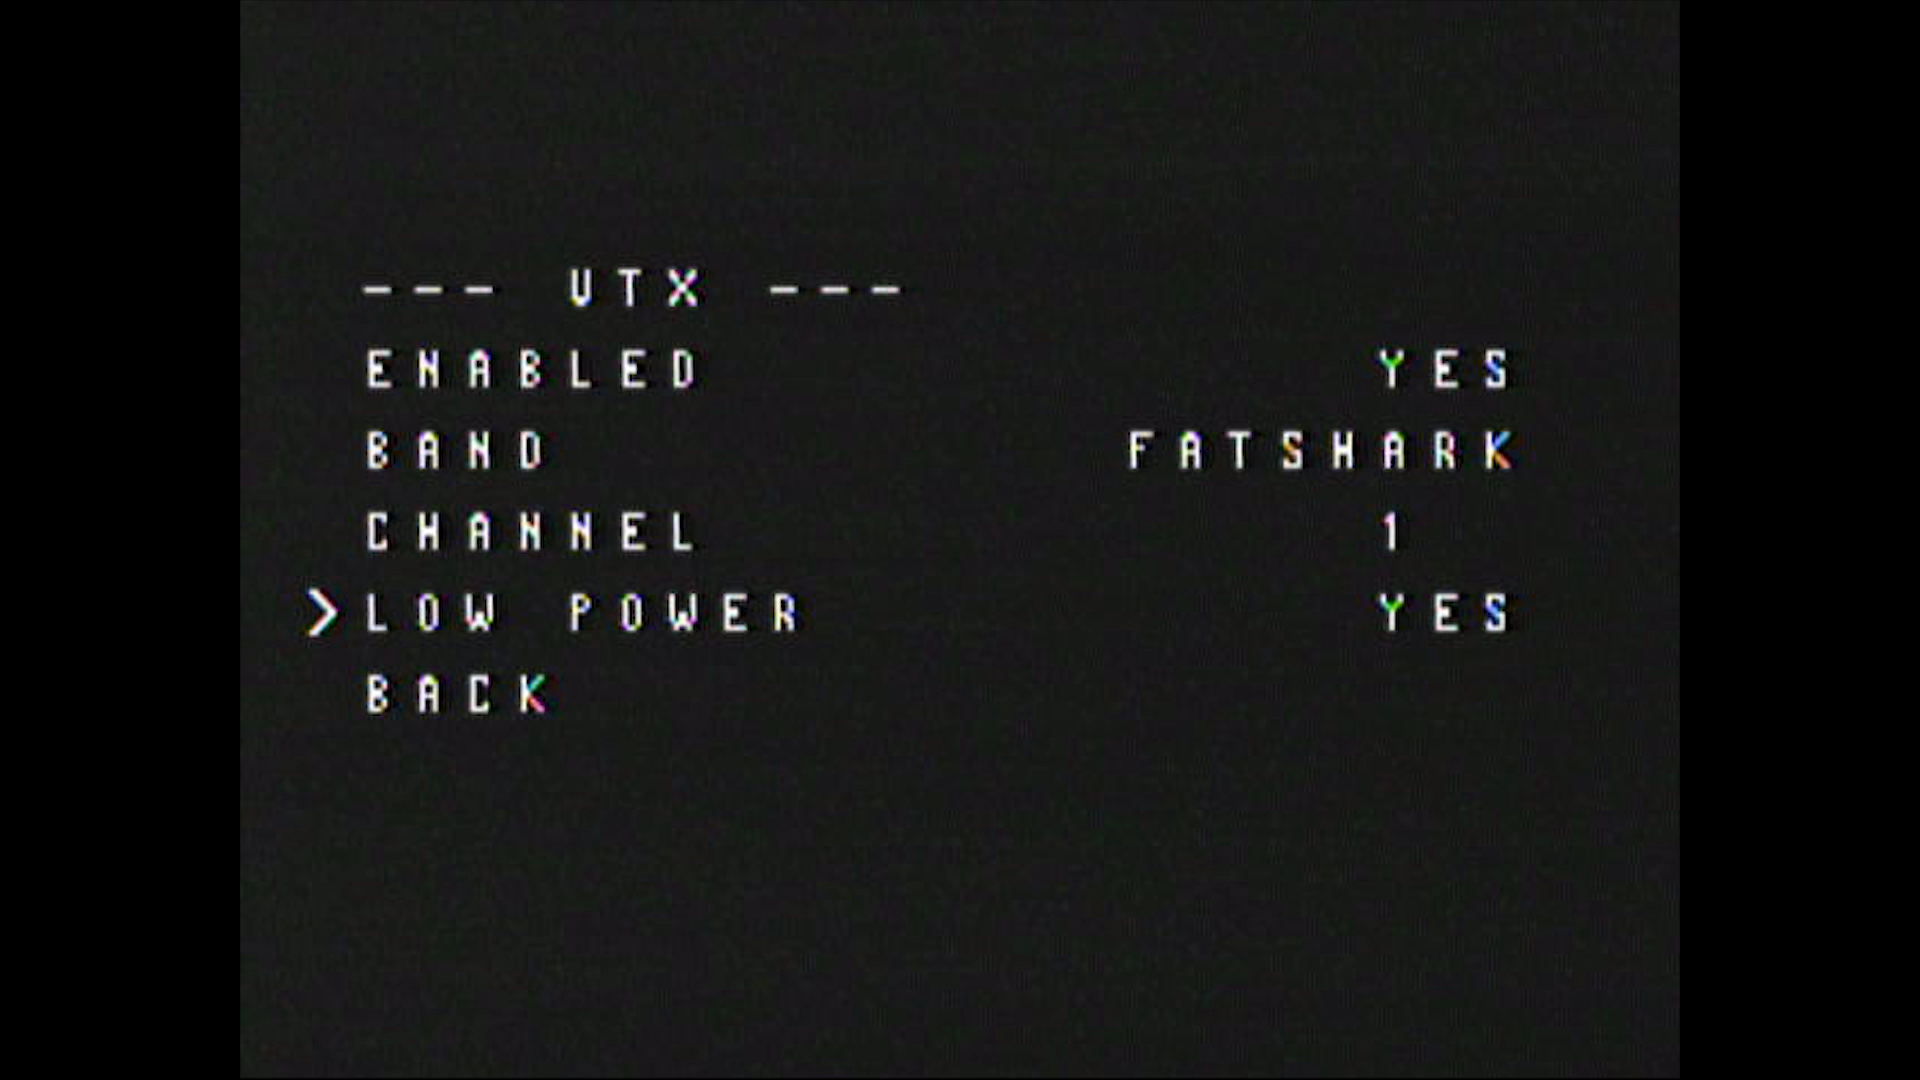 --- VTX ---
ENABLED YES
BAND FATSHARK
CHANNEL 1
>LOW POWER YES
BACK